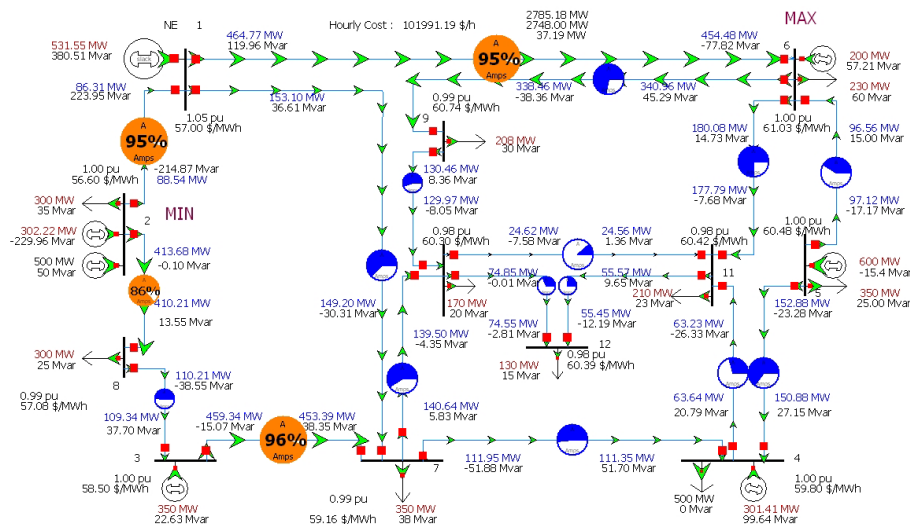 NE
1
Hourly Cost : 101991.19 $/h
2785.18 MW
2748.00 MW
37.19 MW
MAX
531.55 MW
380.51 Mvar
slack
464.77 MW
119.96 Mvar
A
95%
Amps
454.48 MW
-77.82 Mvar
6
200 MW
57.21 Mvar
86.31 MW
223.95 Mvar
153.10 MW
36.61 Mvar
338.46 MW
-38.36 Mvar
340.96 MW
45.29 Mvar
230 MW
60 Mvar
1.05 pu
57.00 $/MWh
0.99 pu
60.74 $/MWh
9
1.00 pu
61.03 $/MWh
A
95%
Amps
-214.87 Mvar
88.54 MW
208 MW
30 Mvar
180.08 MW
14.73 Mvar
96.56 MW
15.00 Mvar
1.00 pu
56.60 $/MWh
130.46 MW
8.36 Mvar
300 MW
35 Mvar
2
MIN
129.97 MW
-8.05 Mvar
177.79 MW
-7.68 Mvar
97.12 MW
-17.17 Mvar
302.22 MW
-229.96 Mvar
500 MW
50 Mvar
413.68 MW
-0.10 Mvar
0.98 pu
60.30 $/MWh
24.62 MW
-7.58 Mvar
A
Amps
24.56 MW
1.36 Mvar
0.98 pu
60.42 $/MWh
11
1.00 pu
60.48 $/MWh
5
600 MW
-15.4 Mvar
350 MW
25.00 Mvar
A
86%
Amps
410.21 MW
13.55 Mvar
74.85 MW
-0.01 Mvar
55.57 MW
9.65 Mvar
210 MW
23 Mvar
152.88 MW
-23.28 Mvar
149.20 MW
-30.31 Mvar
170 MW
20 Mvar
74.55 MW
-2.81 Mvar
55.45 MW
-12.19 Mvar
12
63.23 MW
-26.33 Mvar
139.50 MW
-4.35 Mvar
130 MW
15 Mvar
0.98 pu
60.39 $/MWh
300 MW
25 Mvar
8
110.21 MW
-38.55 Mvar
0.99 pu
57.08 $/MWh
109.34 MW
37.70 Mvar
459.34 MW
-15.07 Mvar
A
96%
Amps
453.39 MW
-38.35 Mvar
140.64 MW
5.83 Mvar
63.64 MW
20.79 Mvar
150.88 MW
27.15 Mvar
3
7
111.95 MW
-51.88 Mvar
111.35 MW
51.70 Mvar
4
1.00 pu
58.50 $/MWh
350 MW
22.63 Mvar
0.99 pu
59.16 $/MWh
350 MW
38 Mvar
500 MW
0 Mvar
1.00 pu
59.80 $/MWh
301.41 MW
99.64 Mvar